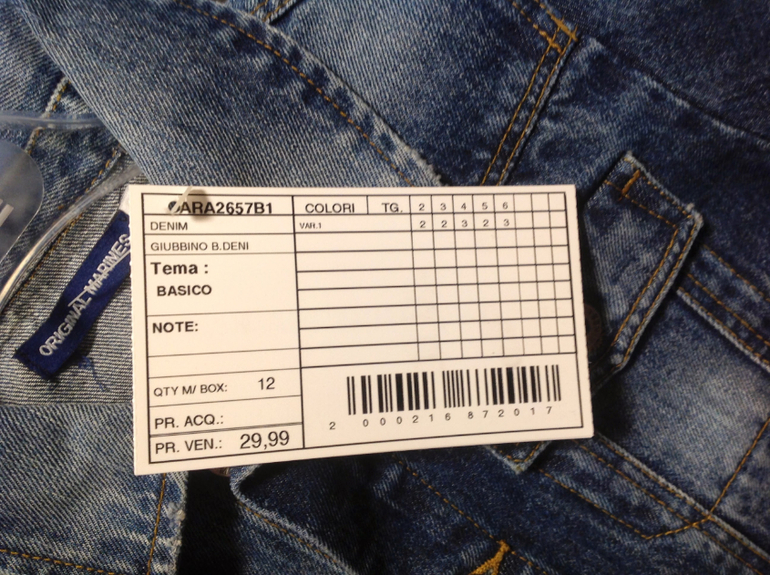 ARA2657B1 COLORI TG. 2 3 4 5 6
DENIM VAR.1 2 2 3 2 3
GIUBBINO B.DENI
Tema :
BASICO
NOTE:
QTY M/ BOX: 12
PR. ACQ.:
PR. VEN.: 29,99
2 000216 872017
ORIGINAL MARINES